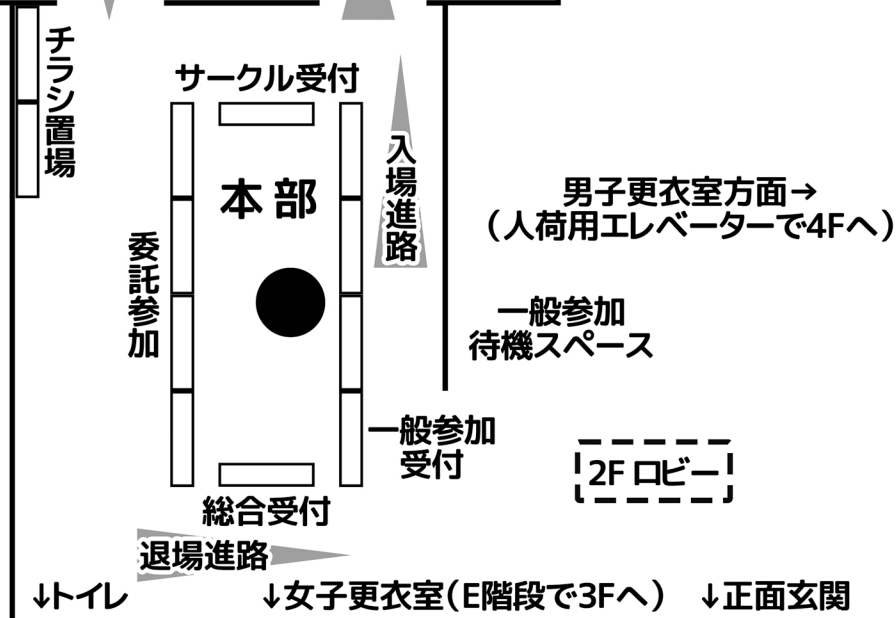 チラシ置場
サークル受付
本部
入場進路
男子更衣室方面→
（人荷用エレベーターで4Fへ）
委託参加
一般参加
待機スペース
一般参加
受付
2F ロビー
総合受付
退場進路
↓トイレ
↓女子更衣室（E階段で3Fへ）
↓正面玄関